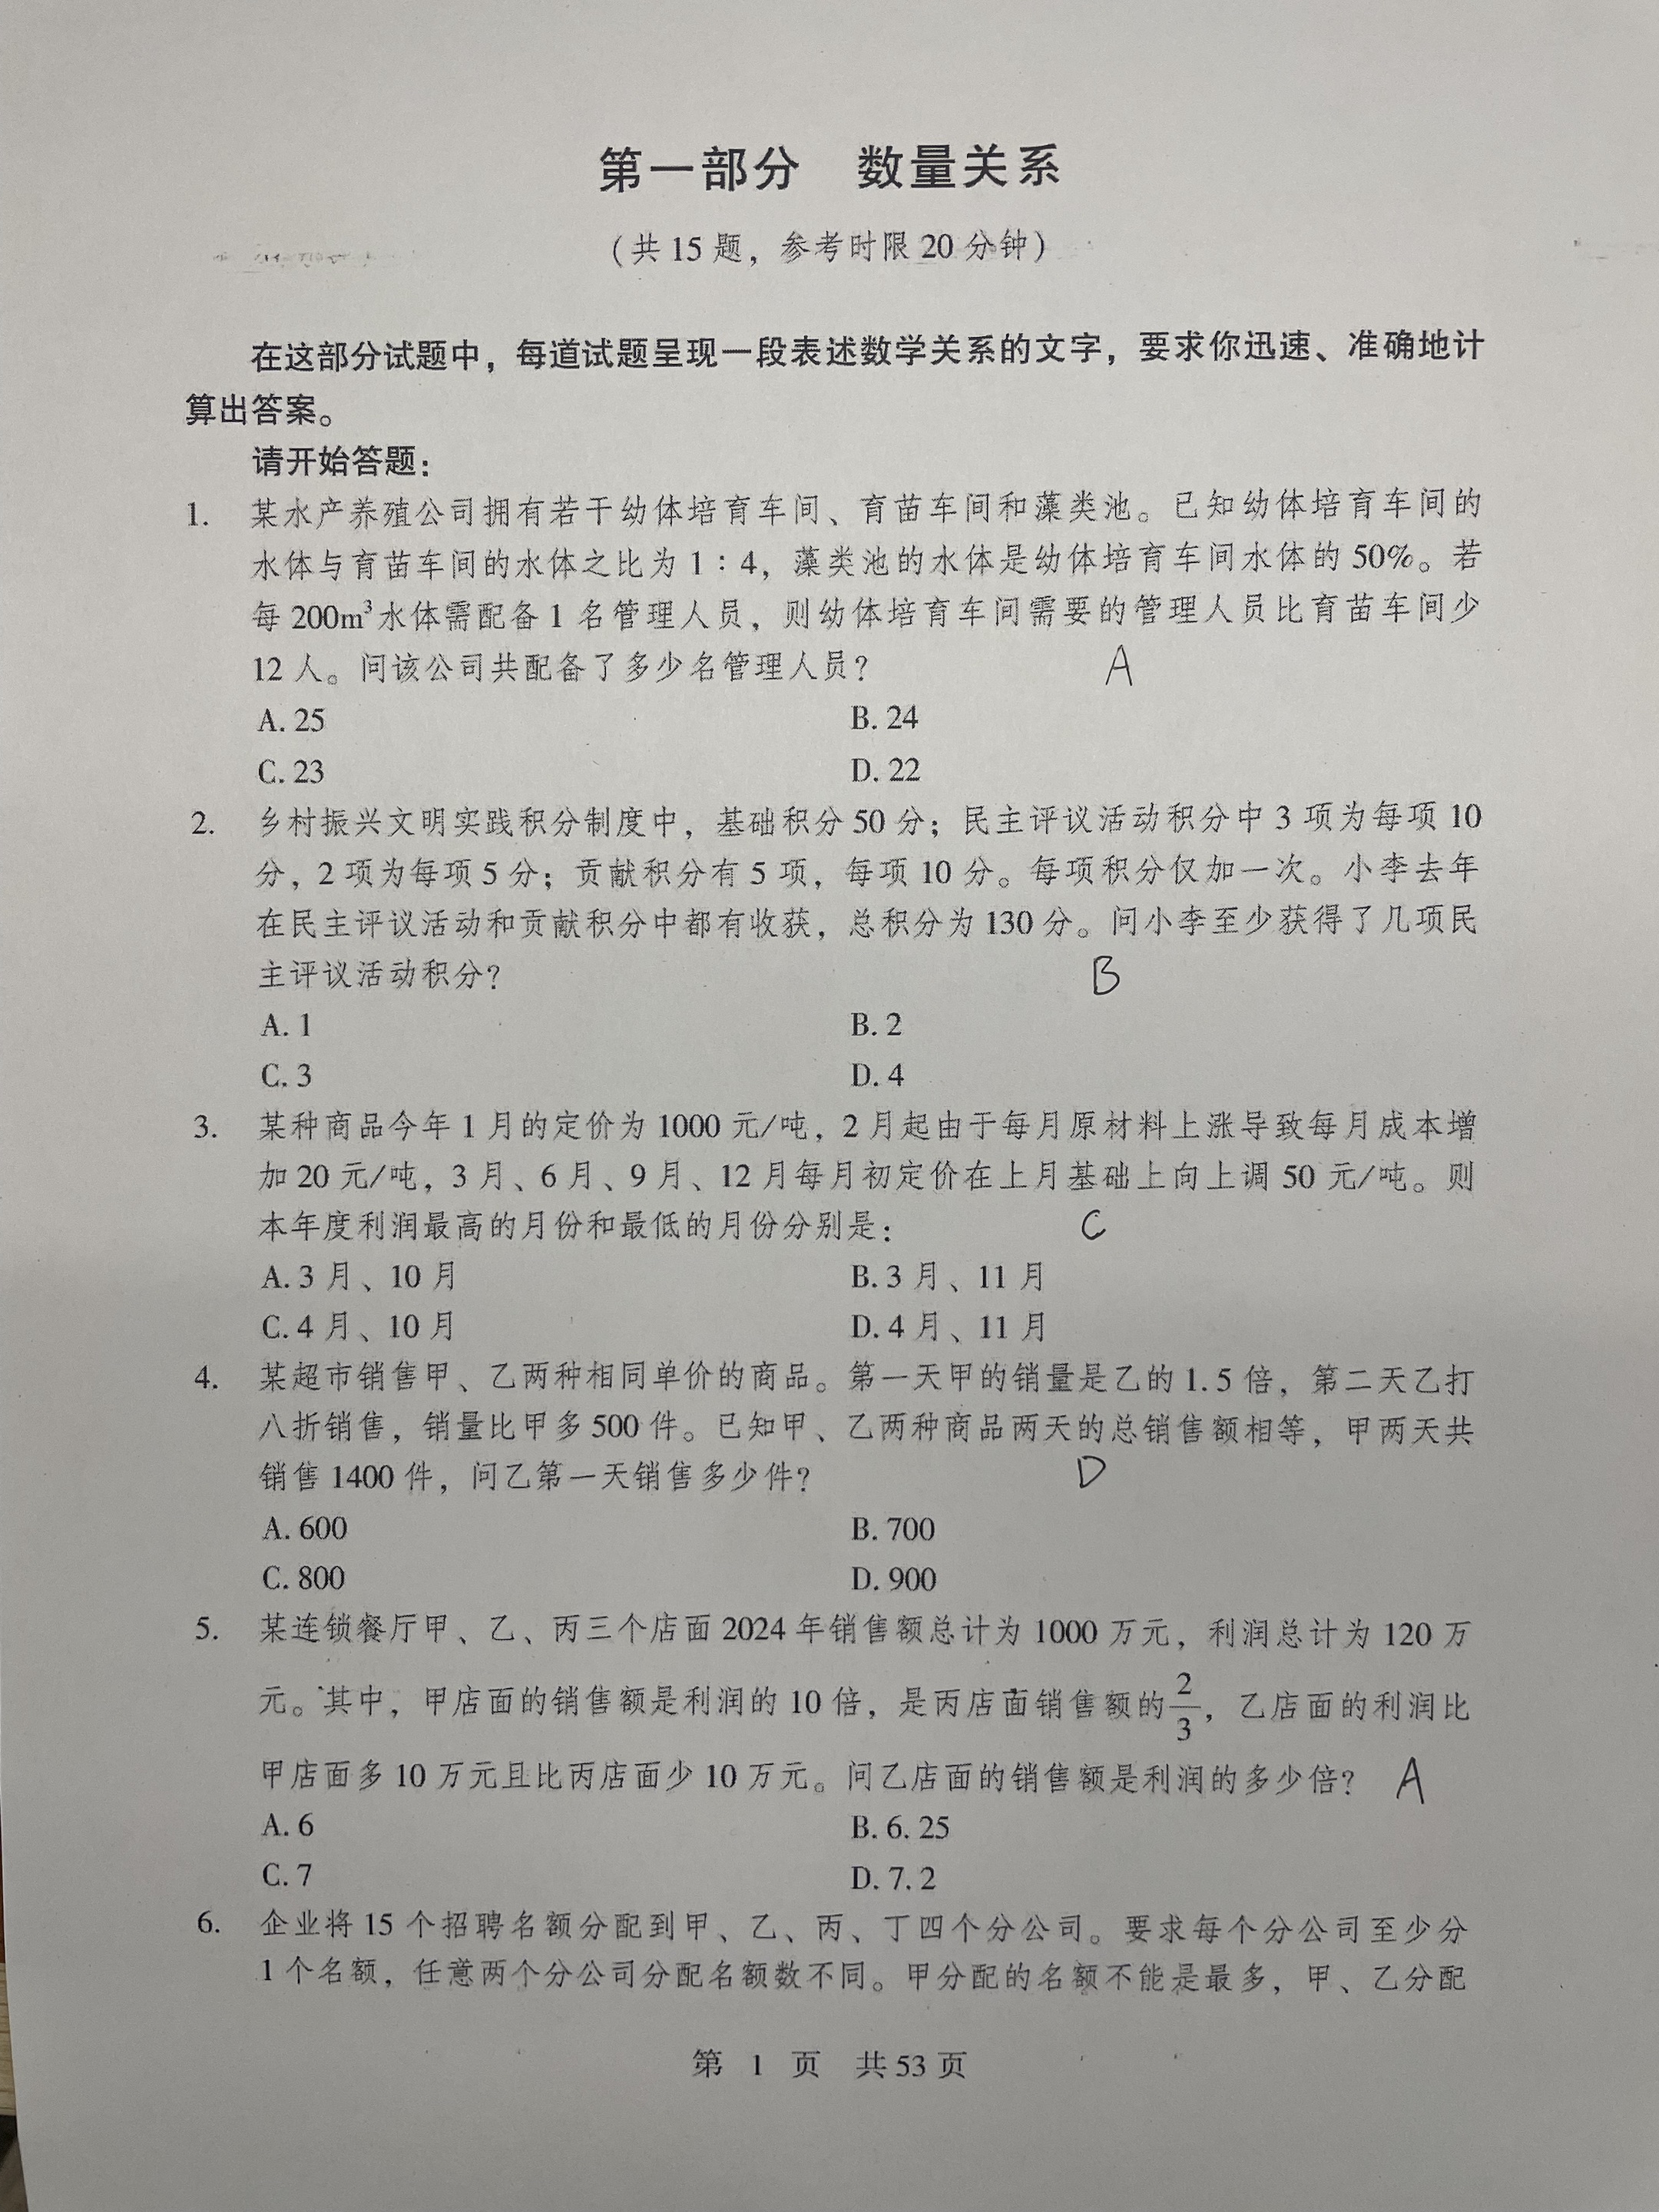 第一部分 数量关系
(共 15 题，参考时限 20 分钟)
在这部分试题中，每道试题呈现一段表述数学关系的文字，要求你迅速、准确地计
算出答案。
请开始答题：
1. 某水产养殖公司拥有若干幼体培育车间、育苗车间和藻类池。已知幼体培育车间的
水体与育苗车间的水体之比为 1∶4，藻类池的水体是幼体培育车间水体的 50%。若
每 200m³水体需配备 1 名管理人员，则幼体培育车间需要的管理人员比育苗车间少
12 人。问该公司共配备了多少名管理人员? A
A. 25 B. 24
C. 23 D. 22
2. 乡村振兴文明实践积分制度中，基础积分 50 分；民主评议活动积分中 3 项为每项 10
分，2 项为每项 5 分；贡献积分有 5 项，每项 10 分。每项积分仅加一次。小李去年
在民主评议活动和贡献积分中都有收获，总积分为 130 分。问小李至少获得了几项民
主评议活动积分? B
A. 1 B. 2
C. 3 D. 4
3. 某种商品今年 1 月的定价为 1000 元/吨，2 月起由于每月原材料上涨导致每月成本增
加 20 元/吨，3 月、6 月、9 月、12 月每月初定价在上月基础上向上调 50 元/吨。则
本年度利润最高的月份和最低的月份分别是： C
A. 3 月、10 月 B. 3 月、11 月
C. 4 月、10 月 D. 4 月、11 月
4. 某超市销售甲、乙两种相同单价的商品。第一天甲的销量是乙的 1. 5 倍，第二天乙打
八折销售，销量比甲多 500 件。已知甲、乙两种商品两天的总销售额相等，甲两天共
销售 1400 件，问乙第一天销售多少件? D
A. 600 B. 700
C. 800 D. 900
5. 某连锁餐厅甲、乙、丙三个店面 2024 年销售额总计为 1000 万元，利润总计为 120 万
元。其中，甲店面的销售额是利润的 10 倍，是丙店面销售额的2/3，乙店面的利润比
甲店面多 10 万元且比丙店面少 10 万元。问乙店面的销售额是利润的多少倍? A
A. 6 B. 6. 25
C. 7 D. 7. 2
6. 企业将 15 个招聘名额分配到甲、乙、丙、丁四个分公司。要求每个分公司至少分
1 个名额，任意两个分公司分配名额数不同。甲分配的名额不能是最多，甲、乙分配
第 1 页 共 53 页